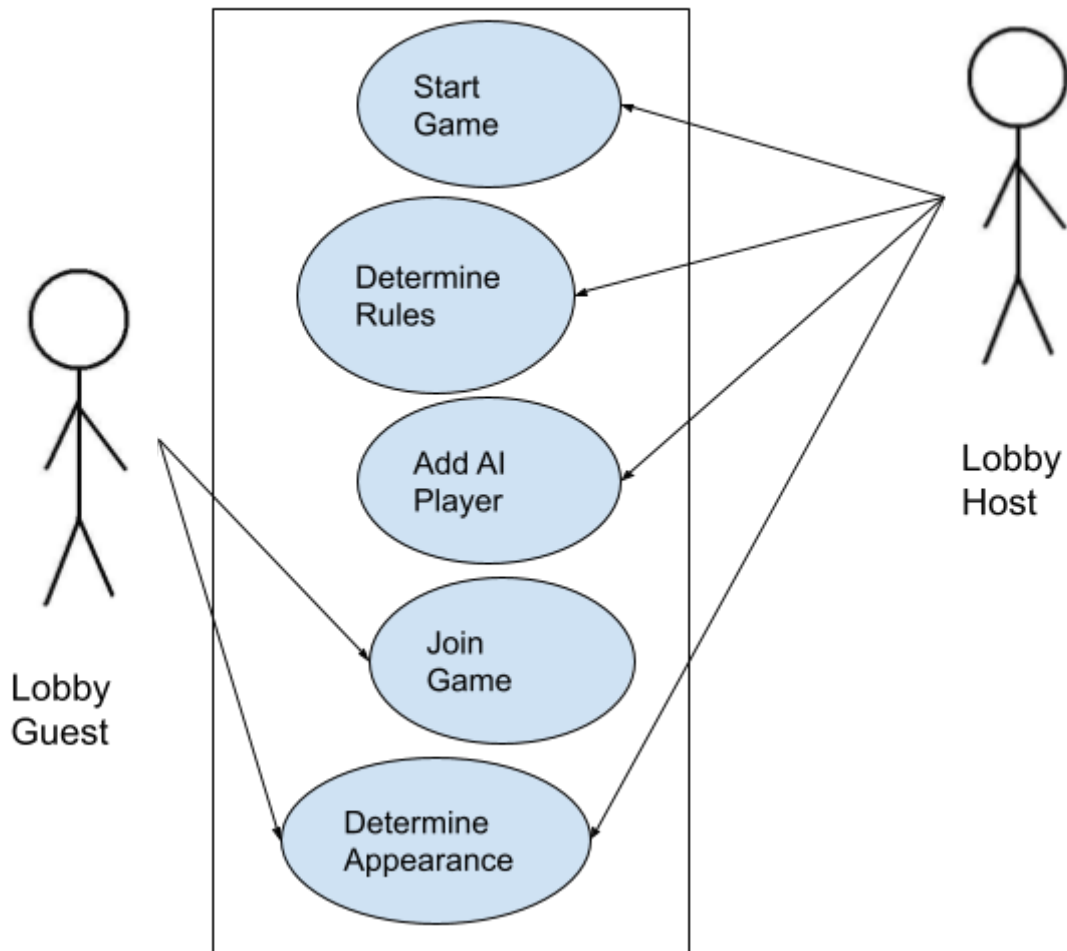 Start
Game
Determine
Rules
Add AI
Player
Lobby
Host
Join
Game
Lobby
Guest
Determine
Appearance